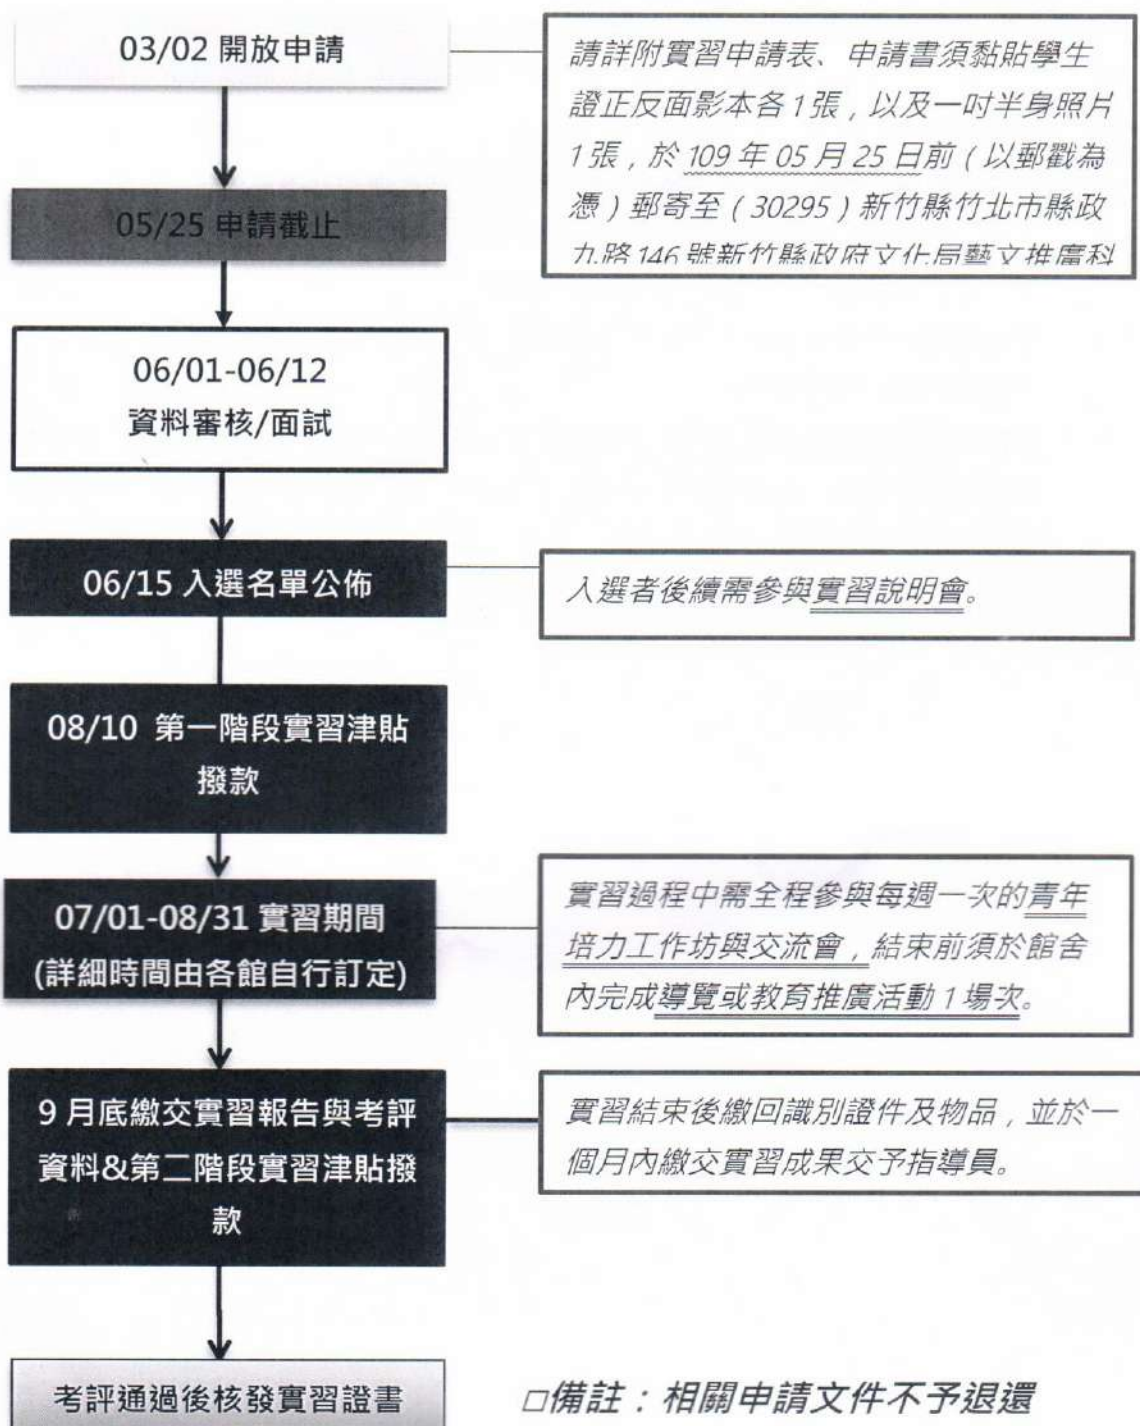 03/02 開放申請
請詳附實習申請表、申請書須黏貼學生
證正反面影本各1張，以及一吋半身照片
1張，於 109 年 05 月 25 日前（以郵戳為
憑）郵寄至（30295）新竹縣竹北市縣政
九路 146 號新竹縣政府文化局藝文推廣科
05/25 申請截止
06/01-06/12
資料審核/面試
06/15 入選名單公佈
入選者後續需參與實習說明會。
08/10 第一階段實習津貼
撥款
07/01-08/31 實習期間
(詳細時間由各館自行訂定)
實習過程中需全程參與每週一次的青年
培力工作坊與交流會，結束前須於館舍
內完成導覽或教育推廣活動 1 場次。
9 月底繳交實習報告與考評
資料&第二階段實習津貼撥
款
實習結束後繳回識別證件及物品，並於一
個月內繳交實習成果交予指導員。
考評通過後核發實習證書
□備註：相關申請文件不予退還